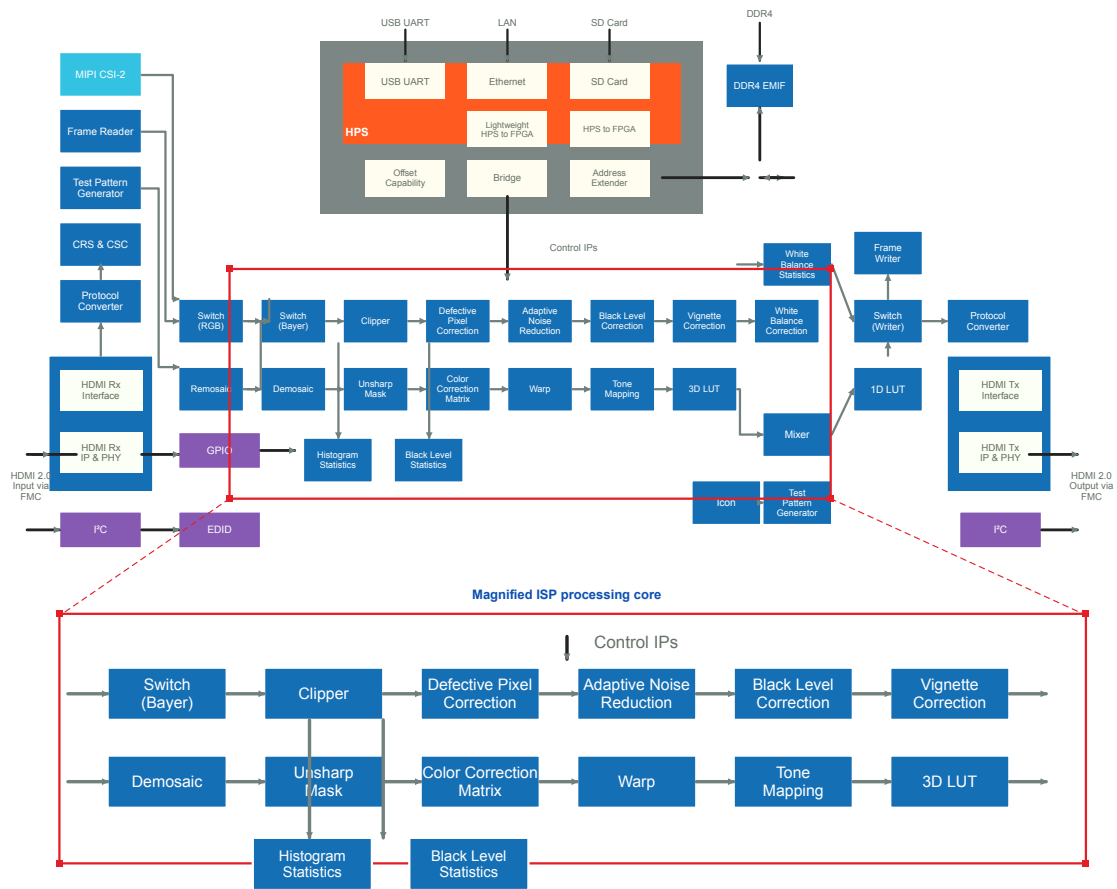 USB UART
LAN
SD Card
DDR4
MIPI CSI-2
USB UART
Ethernet
SD Card
DDR4 EMIF
Frame Reader
HPS
Lightweight
HPS to FPGA
HPS to FPGA
Test Pattern
Generator
Offset
Capability
Bridge
Address
Extender
CRS & CSC
Control IPs
White
Balance
Statistics
Frame
Writer
Protocol
Converter
Switch
(RGB)
Switch
(Bayer)
Clipper
Defective
Pixel
Correction
Adaptive
Noise
Reduction
Black Level
Correction
Vignette
Correction
White
Balance
Correction
Switch
(Writer)
Protocol
Converter
HDMI Rx
Interface
Remosaic
Demosaic
Unsharp
Mask
Color
Correction
Matrix
Warp
Tone
Mapping
3D LUT
1D LUT
HDMI Tx
Interface
HDMI Rx
IP & PHY
GPIO
Histogram
Statistics
Black Level
Statistics
Mixer
HDMI Tx
IP & PHY
HDMI 2.0
Input via
FMC
HDMI 2.0
Output via
FMC
Icon
Test
Pattern
Generator
I²C
EDID
I²C
Magnified ISP processing core
Control IPs
Switch
(Bayer)
Clipper
Defective Pixel
Correction
Adaptive Noise
Reduction
Black Level
Correction
Vignette
Correction
Demosaic
Unsharp
Mask
Color Correction
Matrix
Warp
Tone
Mapping
3D LUT
Histogram
Statistics
Black Level
Statistics